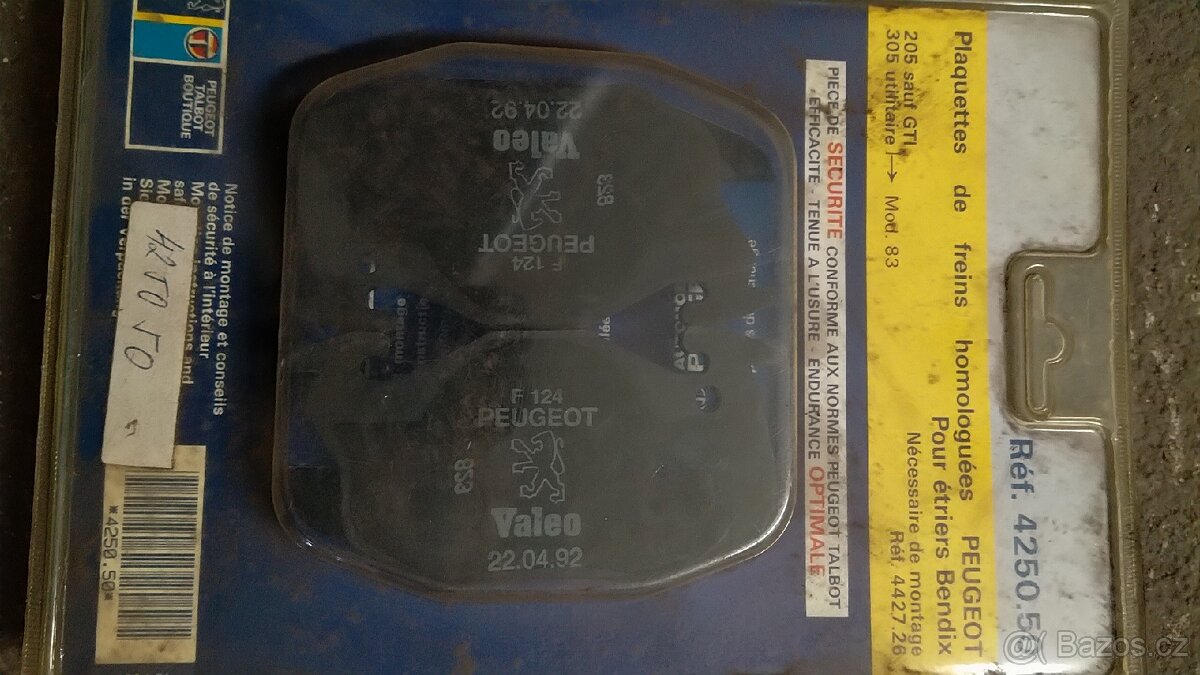 Réf. 4250.50
Plaquettes de freins homologuées PEUGEOT
Pour étriers Bendix
205 sauf GTI
305 utilitaire Mod. 83
Nécessaire de montage
Réf. 4427.26
PIECE DE SECURITE CONFORME AUX NORMES PEUGEOT TALBOT
EFFICACITE - TENUE A L'USURE - ENDURANCE OPTIMALE
22.04.92
Valeo
PEUGEOT
F 124
F 124
PEUGEOT
Valeo
22.04.92
PEUGEOT
TALBOT
BOUTIQUE
Notice de montage et conseils
de sécurité à l'intérieur
425050
*4250.50*
Bazos.cz